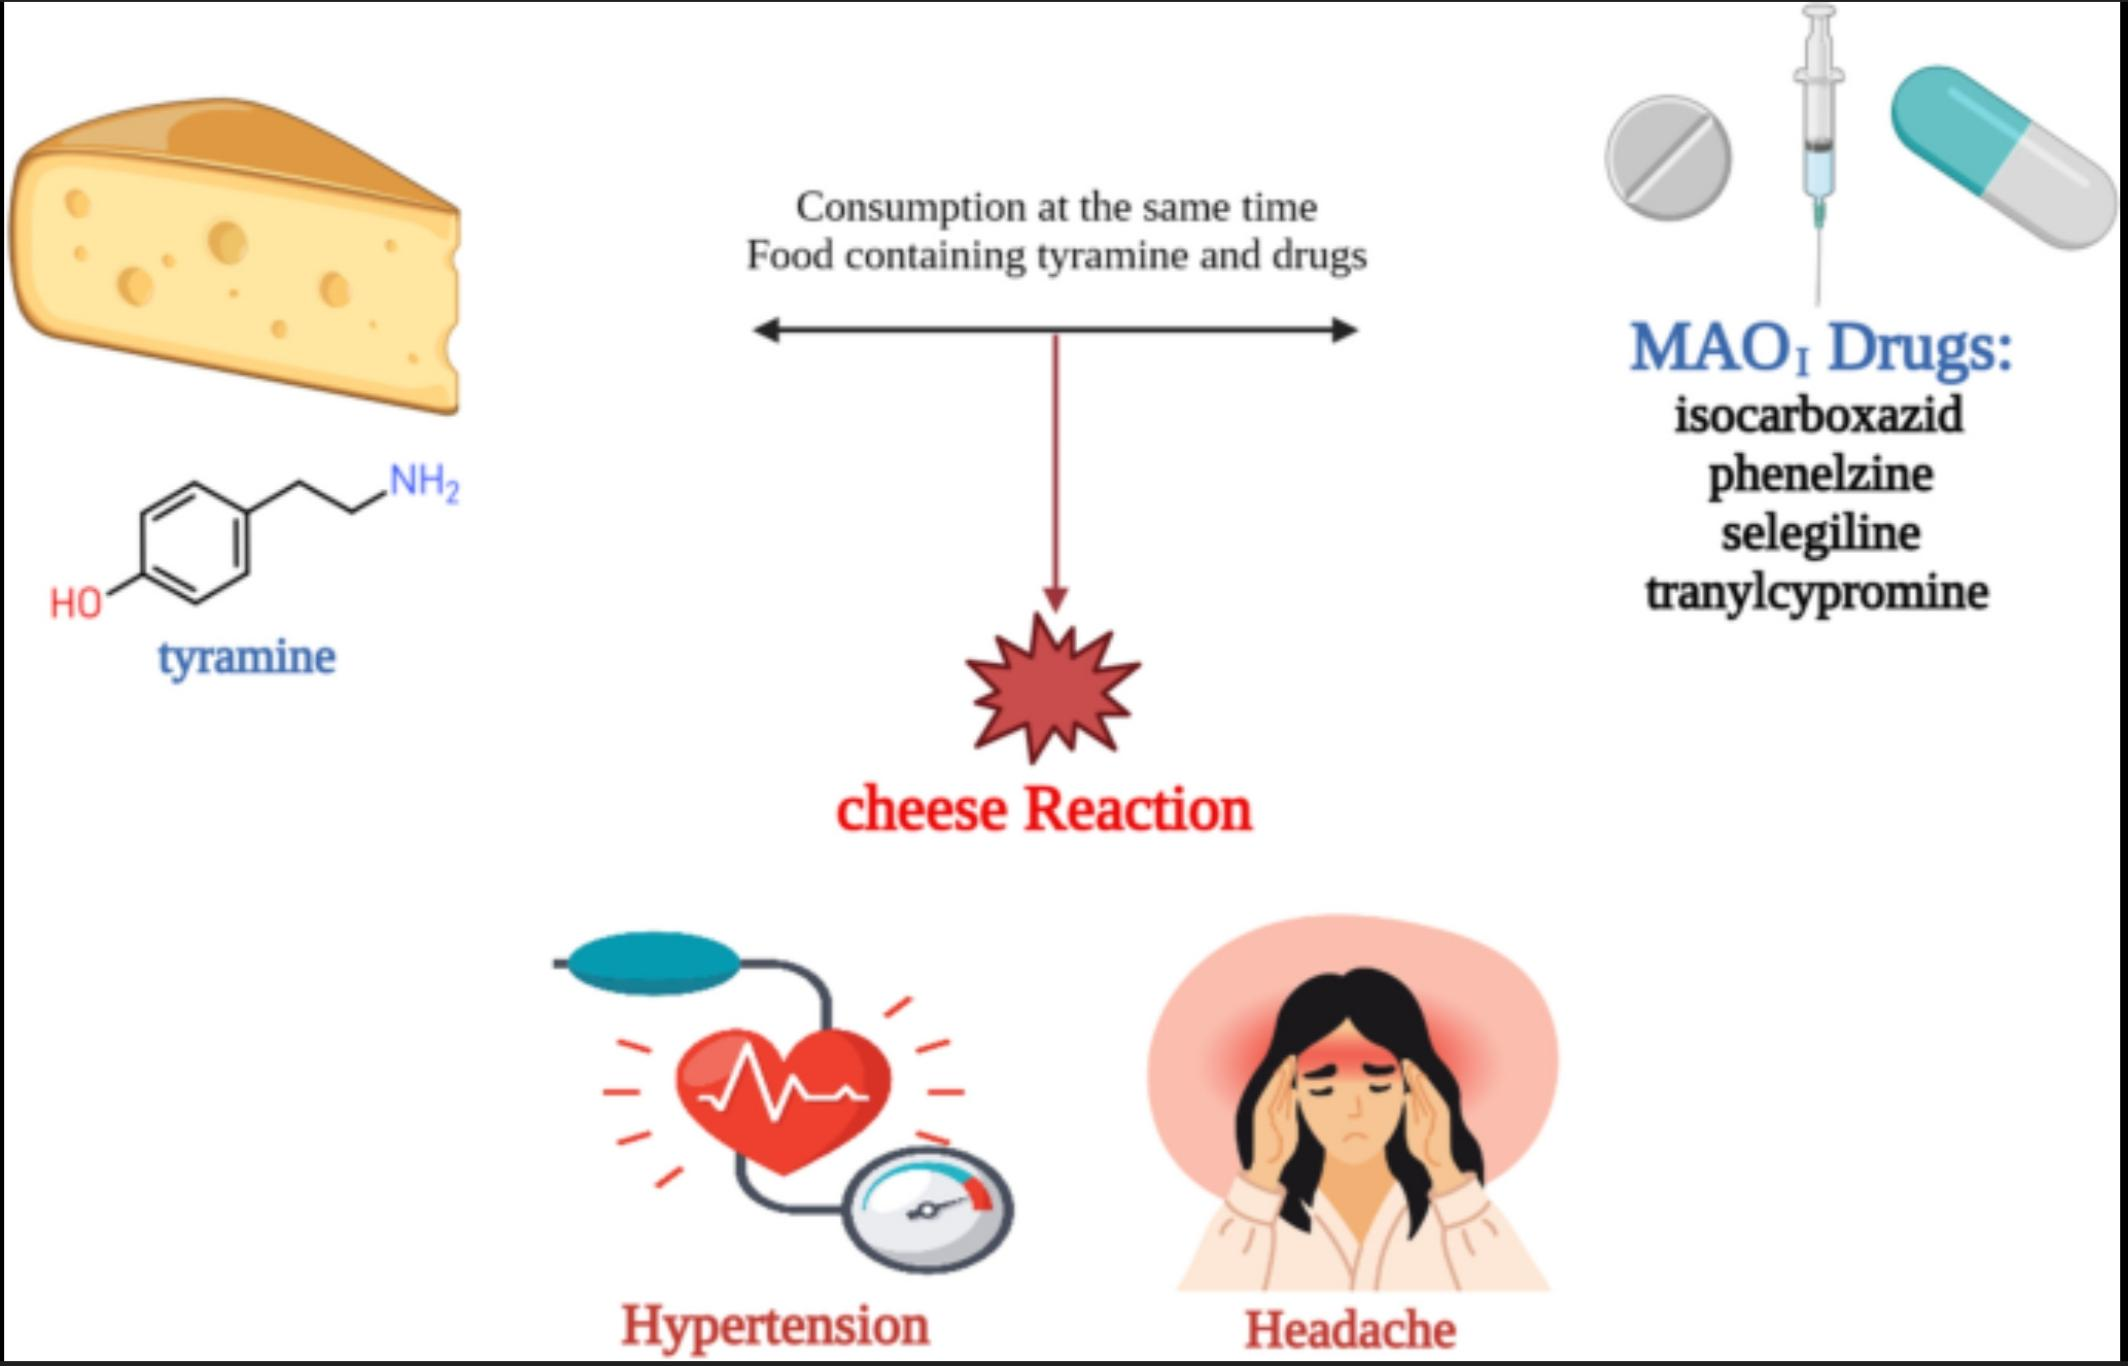 Consumption at the same time
Food containing tyramine and drugs
NH2
HO
tyramine
MAOI Drugs:
isocarboxazid
phenelzine
selegiline
tranylcypromine
cheese Reaction
Hypertension
Headache